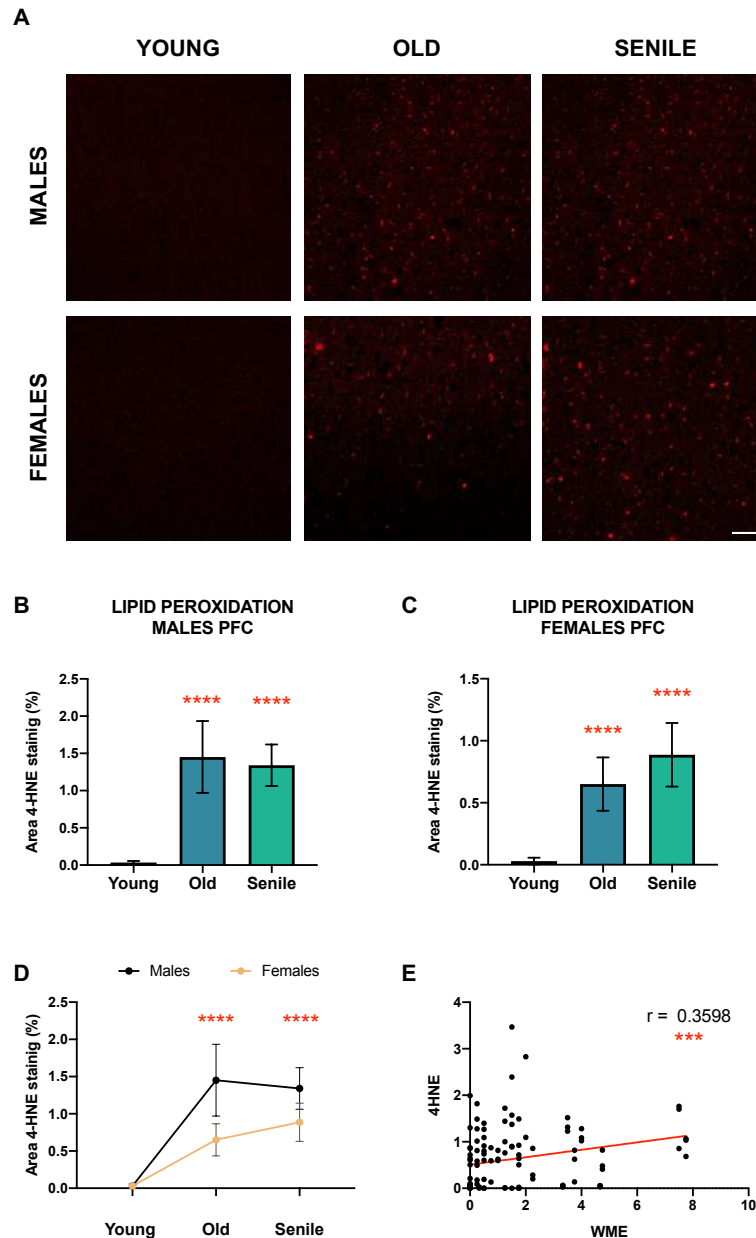 A
YOUNG OLD SENILE
MALES
FEMALES
B LIPID PEROXIDATION
MALES PFC
Area 4-HNE stainig (%)
2.5
2.0
1.5
1.0
0.5
0.0
**** ****
Young Old Senile
C LIPID PEROXIDATION
FEMALES PFC
Area 4-HNE stainig (%)
1.5
1.0
0.5
0.0
**** ****
Young Old Senile
D Males Females
Area 4-HNE stainig (%)
2.5
2.0
1.5
1.0
0.5
0.0
**** ****
Young Old Senile
E
4HNE
4
3
2
1
0
r = 0.3598
***
0 2 4 6 8 10
WME